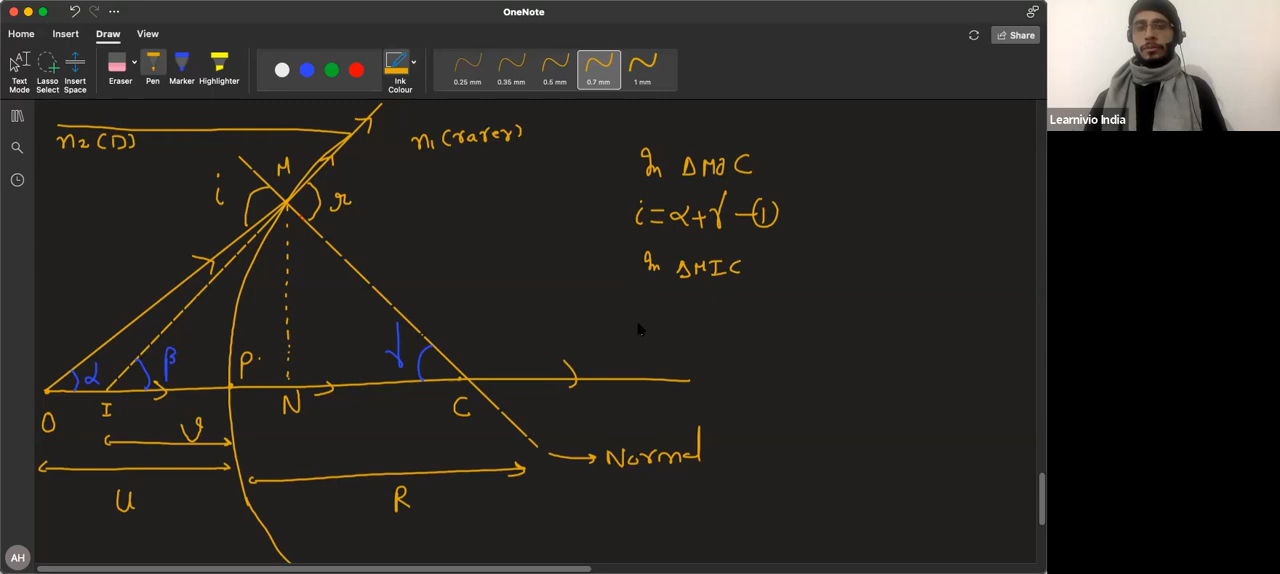 OneNote
Home Insert Draw View
Share
Text Mode
Lasso Select
Insert Space
Eraser
Pen
Marker
Highlighter
Ink Colour
0.25 mm
0.35 mm
0.5 mm
0.7 mm
1 mm
Learnivio India
n₂ (D)
n₁ (rarer)
M
i
r
In ΔMOC
i = α + γ - ①
In ΔMIC
α
β
P
γ
O
I
N
C
v
u
R
Normal
AH